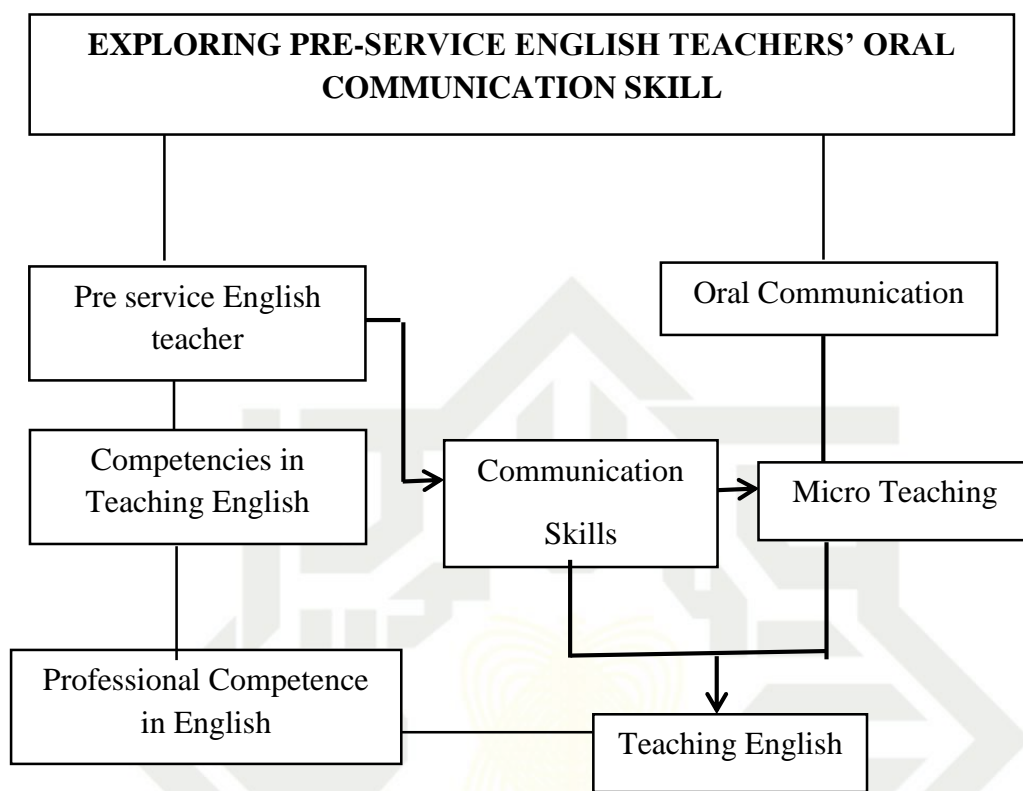 EXPLORING PRE-SERVICE ENGLISH TEACHERS’ ORAL
COMMUNICATION SKILL
Pre service English
teacher
Oral Communication
Competencies in
Teaching English
Communication
Skills
Micro Teaching
Professional Competence
in English
Teaching English